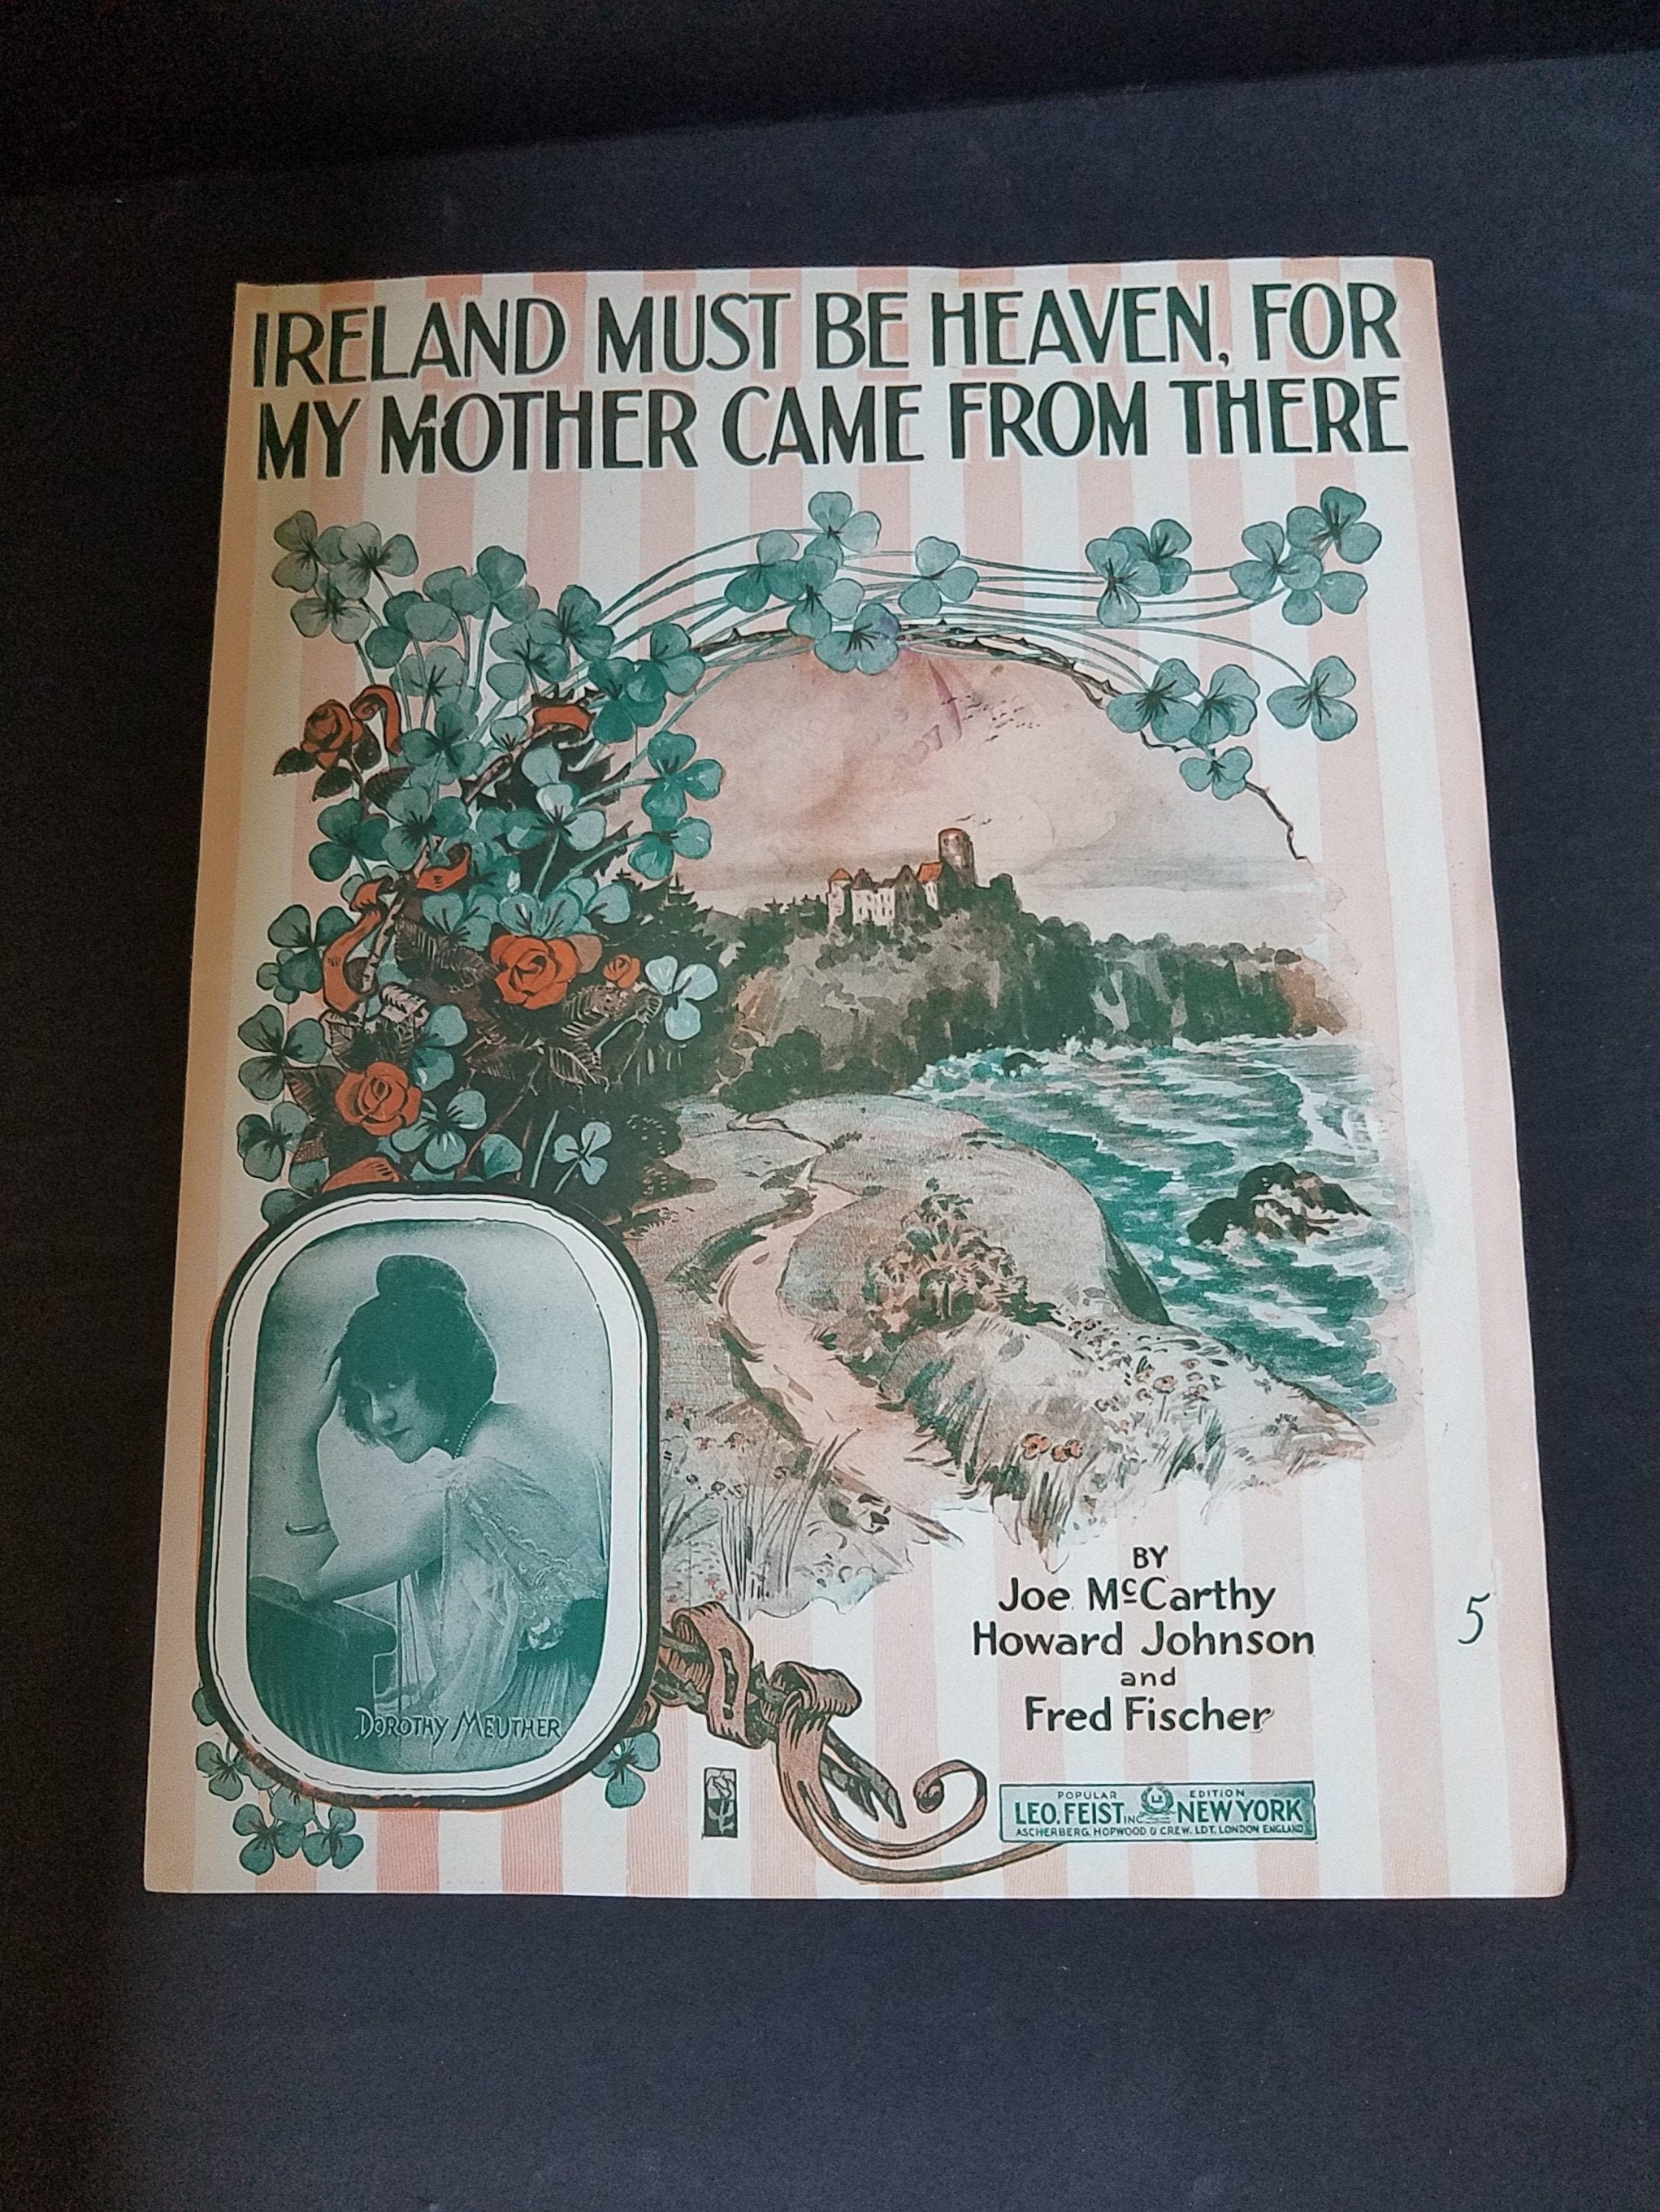 IRELAND MUST BE HEAVEN, FOR
MY MOTHER CAME FROM THERE
DOROTHY MEUTHER
BY
Joe McCarthy
Howard Johnson
and
Fred Fischer
5
POPULAR EDITION
LEO. FEIST INC NEW YORK
ASCHERBERG, HOPWOOD & CREW, LDT. LONDON ENGLAND